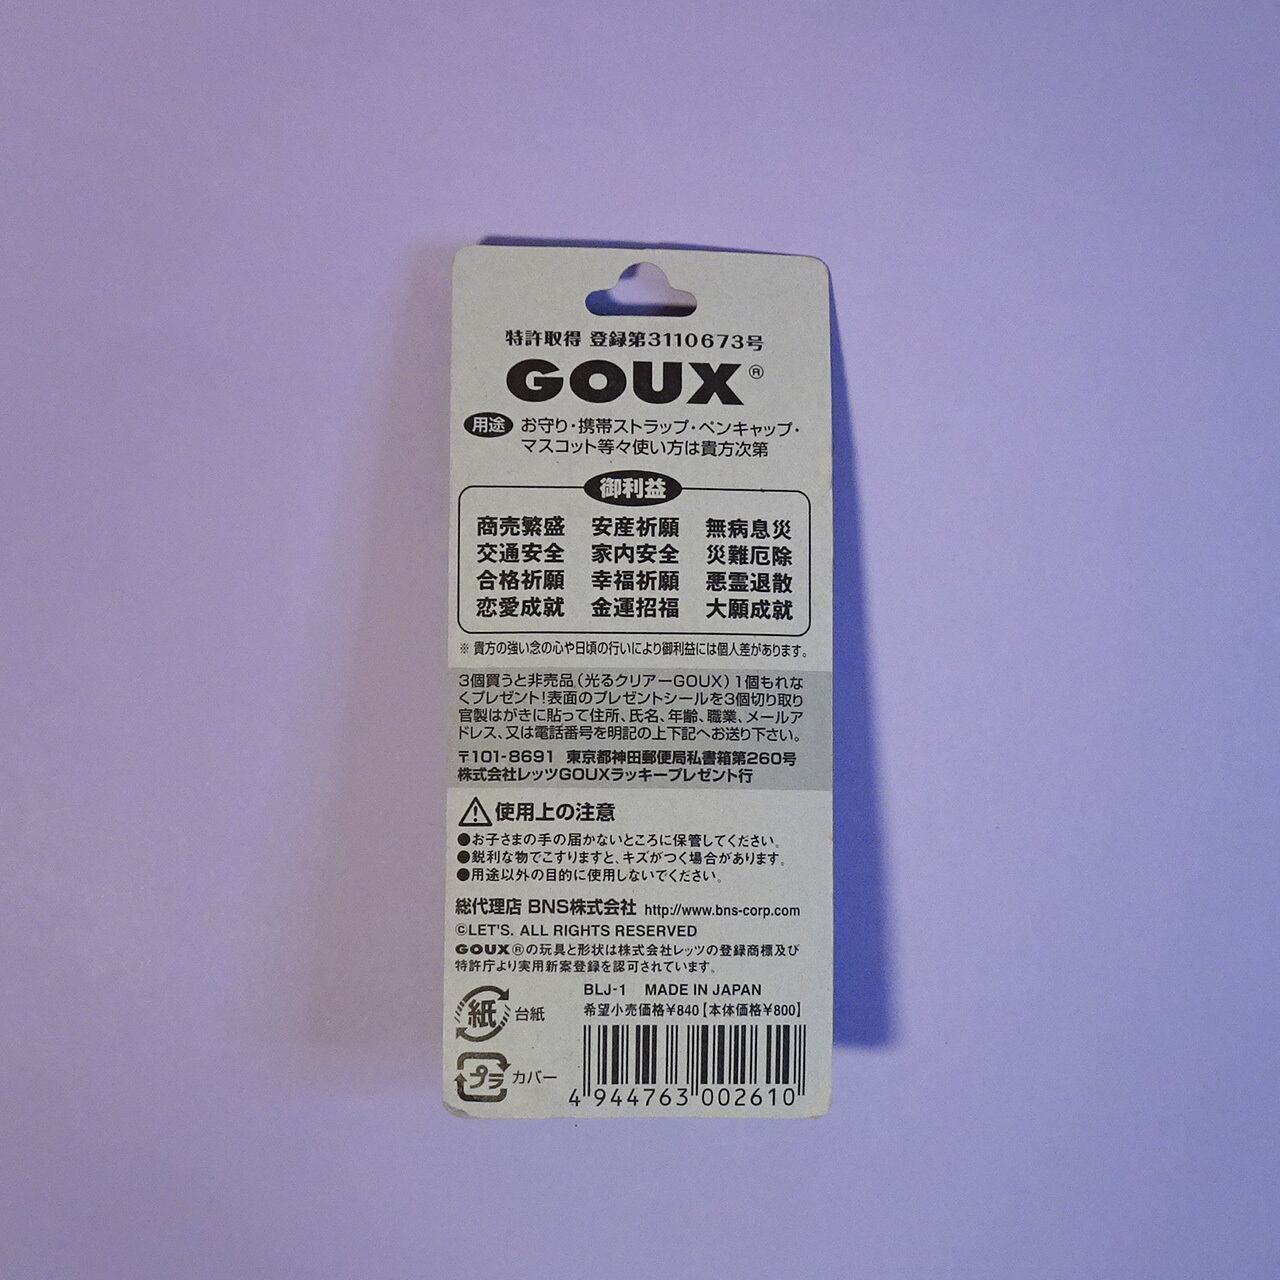 特許取得 登録第3110673号
GOUX®
用途 お守り・携帯ストラップ・ペンキャップ・
マスコット等々使い方は貴方次第
御利益
商売繁盛 安産祈願 無病息災
交通安全 家内安全 災難厄除
合格祈願 幸福祈願 悪霊退散
恋愛成就 金運招福 大願成就
※ 貴方の強い念の心や日頃の行いにより御利益には個人差があります。
3個買うと非売品(光るクリアーGOUX)1個もれな
くプレゼント!表面のプレゼントシールを3個切り取り
官製はがきに貼って住所、氏名、年齢、職業、メールア
ドレス、又は電話番号を明記の上下記へお送り下さい。
〒101-8691 東京都神田郵便局私書箱第260号
株式会社レッツGOUXラッキープレゼント行
使用上の注意
●お子さまの手の届かないところに保管してください。
●鋭利な物でこすりますと、キズがつく場合があります。
●用途以外の目的に使用しないでください。
総代理店 BNS株式会社 http://www.bns-corp.com
©LET'S. ALL RIGHTS RESERVED
GOUX®の玩具と形状は株式会社レッツの登録商標及び
特許庁より実用新案登録を認可されています。
BLJ-1 MADE IN JAPAN
希望小売価格¥840【本体価格¥800】
紙 台紙
プラ カバー
4 944763 002610